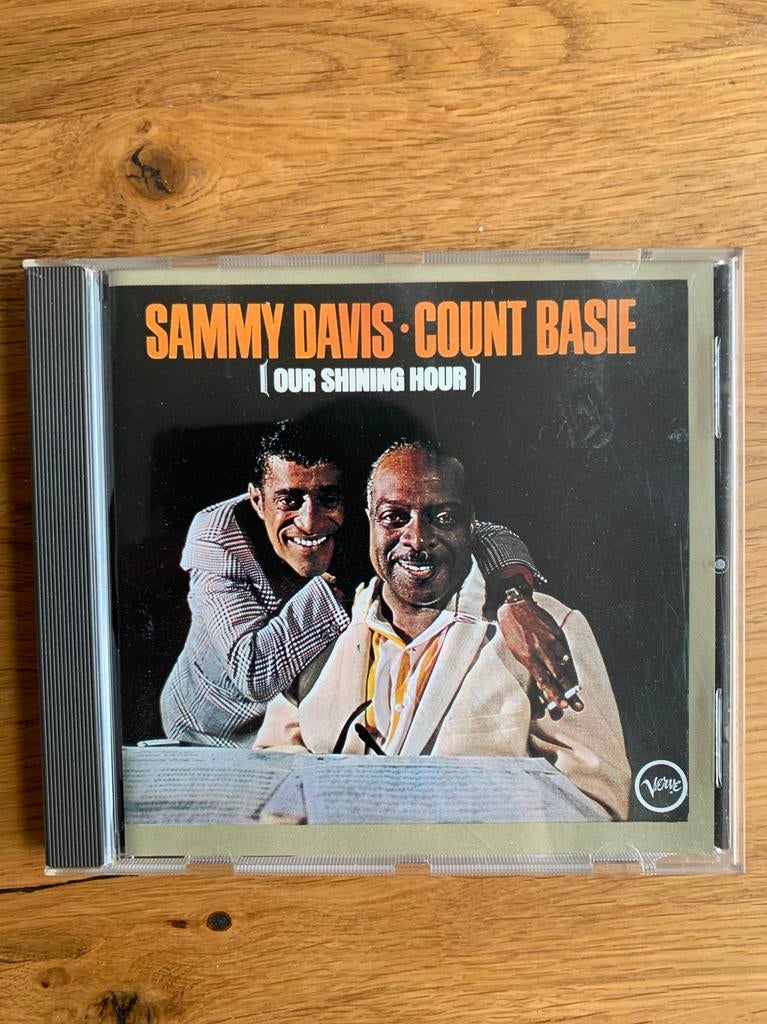 SAMMY DAVIS · COUNT BASIE
[ OUR SHINING HOUR ]
Verve